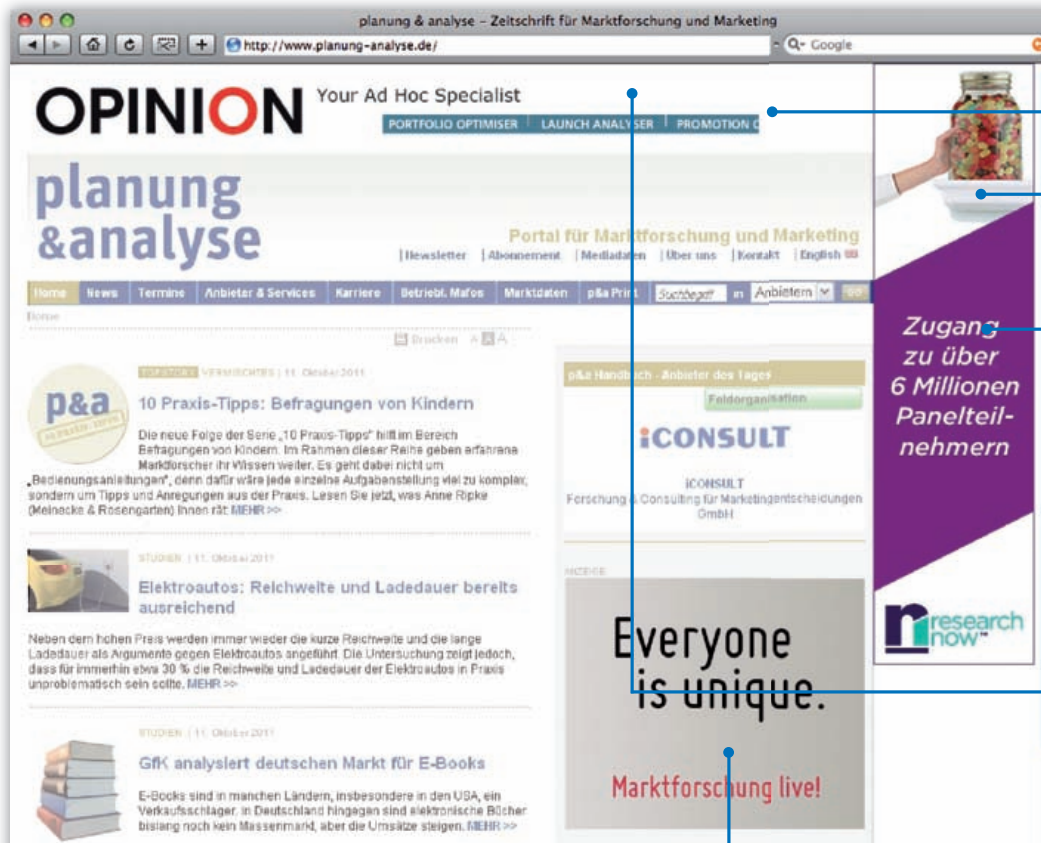 planung & analyse – Zeitschrift für Marktforschung und Marketing
http://www.planung-analyse.de/
Google
OPINION Your Ad Hoc Specialist
PORTFOLIO OPTIMISER LAUNCH ANALYSER PROMOTION
planung
&analyse
Portal für Marktforschung und Marketing
Newsletter | Abonnement | Mediadaten | Über uns | Kontakt | English
Home News Termine Anbieter & Services Karriere Betriebl. Mafos Marktdaten p&a Print Suchbegriff in Anbietern GO
Home
Drucken A A A
p&a
TOPSTORY VERMISCHTES | 11. Oktober 2011
10 Praxis-Tipps: Befragungen von Kindern
Die neue Folge der Serie „10 Praxis-Tipps" hilft im Bereich
Befragungen von Kindern. Im Rahmen dieser Reihe geben erfahrene
Marktforscher ihr Wissen weiter. Es geht dabei nicht um
„Bedienungsanleitungen", denn dafür wäre jede einzelne Aufgabenstellung viel zu komplex,
sondern um Tipps und Anregungen aus der Praxis. Lesen Sie jetzt, was Anne Ripke
(Meinecke & Rosengarten) Ihnen rät MEHR >>
STUDIEN | 11. Oktober 2011
Elektroautos: Reichweite und Ladedauer bereits
ausreichend
Neben dem hohen Preis werden immer wieder die kurze Reichweite und die lange
Ladedauer als Argumente gegen Elektroautos angeführt. Die Untersuchung zeigt jedoch,
dass für immerhin etwa 30 % die Reichweite und Ladedauer der Elektroautos in Praxis
unproblematisch sein sollte. MEHR >>
STUDIEN | 11. Oktober 2011
GfK analysiert deutschen Markt für E-Books
E-Books sind in manchen Ländern, insbesondere in den USA, ein
Verkaufsschlager. In Deutschland hingegen sind elektronische Bücher
bislang noch kein Massenmarkt, aber die Umsätze steigen. MEHR >>
p&a Handbuch - Anbieter des Tages
Feldorganisation
iCONSULT
iCONSULT
Forschung & Consulting für Marketingentscheidungen
GmbH
ANZEIGE
Everyone
is unique.
Marktforschung live!
Zugang
zu über
6 Millionen
Panelteil-
nehmern
research
now™